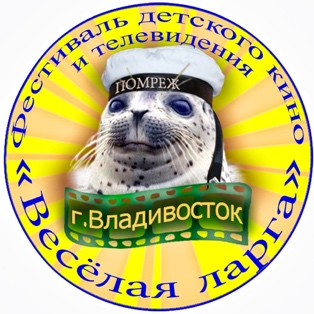 Фестиваль детского кино
и телевидения
ПОМРЕЖ
г.Владивосток
«Весёлая ларга»